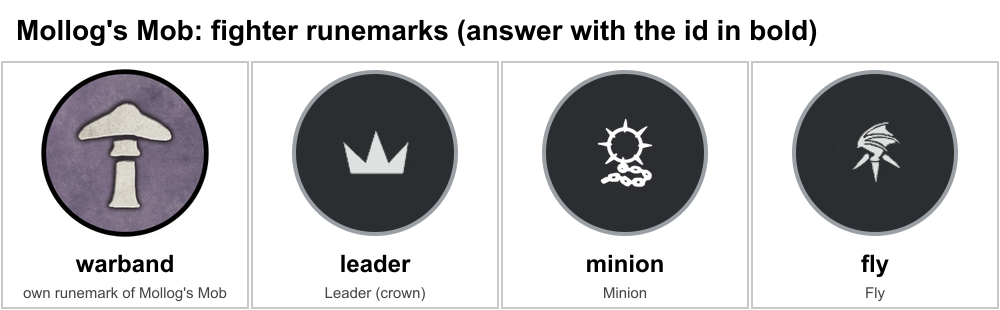 Mollog's Mob: fighter runemarks (answer with the id in bold)
warband
own runemark of Mollog's Mob
leader
Leader (crown)
minion
Minion
fly
Fly